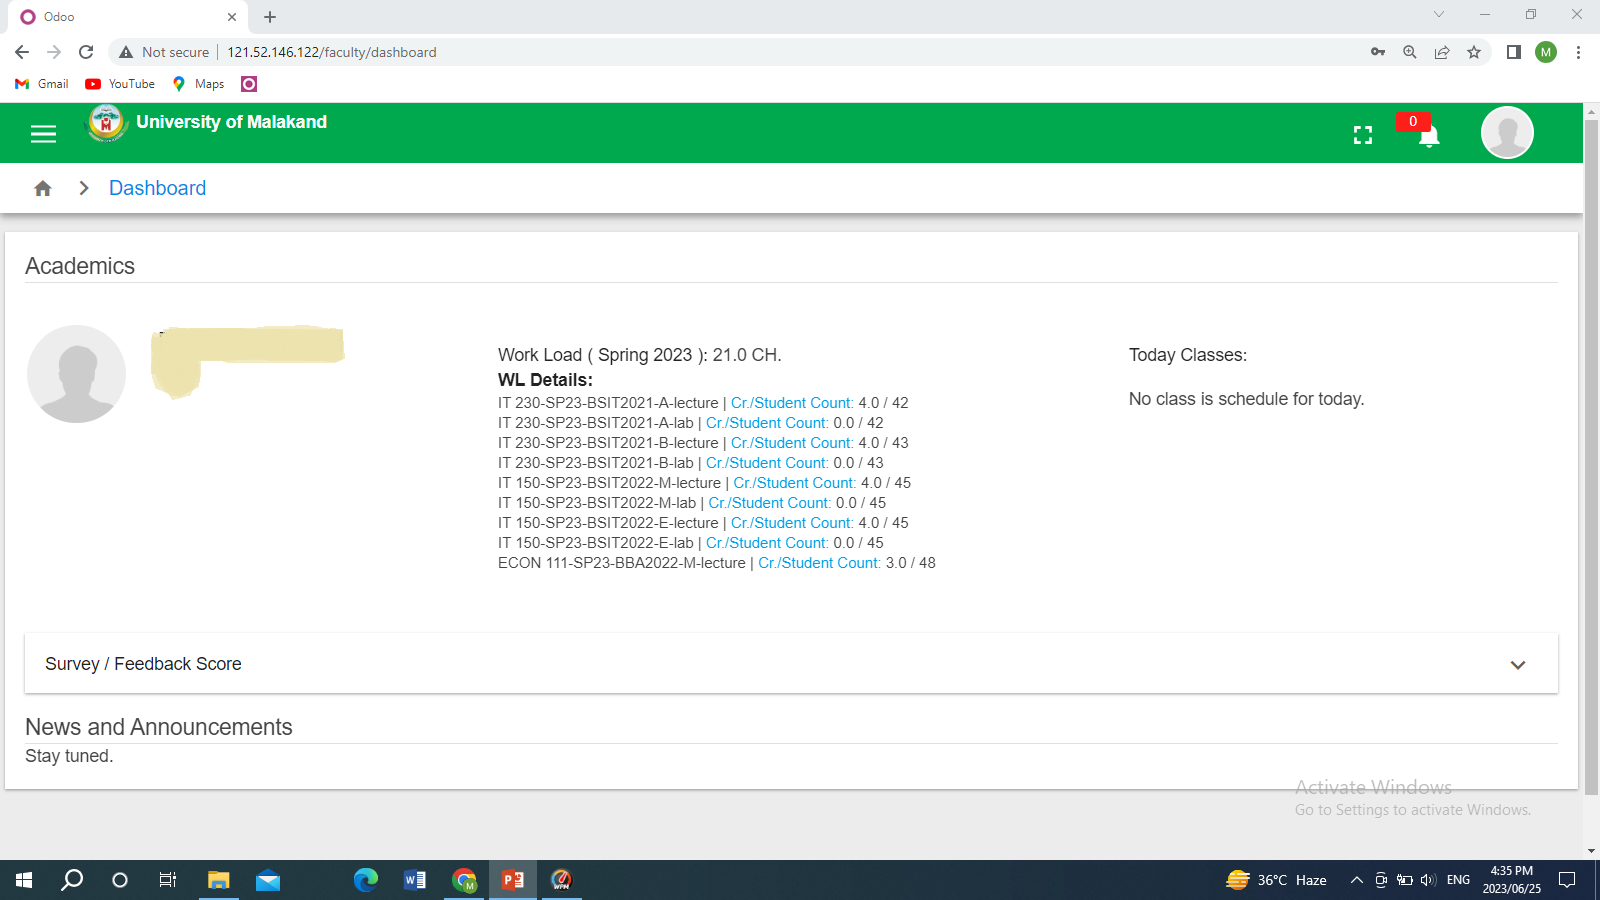 Odoo
Not secure
121.52.146.122/faculty/dashboard
M
Gmail
YouTube
Maps
University of Malakand
0
Dashboard
Academics
Work Load ( Spring 2023 ): 21.0 CH.
WL Details:
IT 230-SP23-BSIT2021-A-lecture | Cr./Student Count: 4.0 / 42
IT 230-SP23-BSIT2021-A-lab | Cr./Student Count: 0.0 / 42
IT 230-SP23-BSIT2021-B-lecture | Cr./Student Count: 4.0 / 43
IT 230-SP23-BSIT2021-B-lab | Cr./Student Count: 0.0 / 43
IT 150-SP23-BSIT2022-M-lecture | Cr./Student Count: 4.0 / 45
IT 150-SP23-BSIT2022-M-lab | Cr./Student Count: 0.0 / 45
IT 150-SP23-BSIT2022-E-lecture | Cr./Student Count: 4.0 / 45
IT 150-SP23-BSIT2022-E-lab | Cr./Student Count: 0.0 / 45
ECON 111-SP23-BBA2022-M-lecture | Cr./Student Count: 3.0 / 48
Today Classes:
No class is schedule for today.
Survey / Feedback Score
News and Announcements
Stay tuned.
Activate Windows
Go to Settings to activate Windows.
36°C Haze
ENG
4:35 PM
2023/06/25